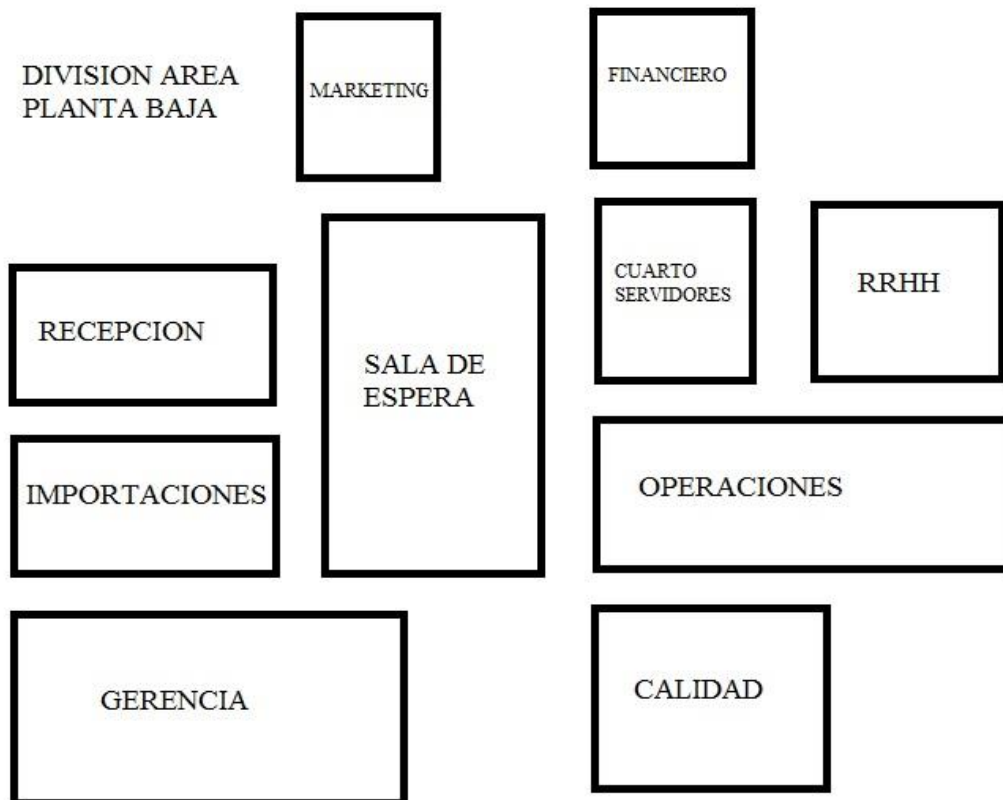 DIVISION AREA
PLANTA BAJA
MARKETING
FINANCIERO
CUARTO
SERVIDORES
RRHH
RECEPCION
SALA DE
ESPERA
IMPORTACIONES
OPERACIONES
GERENCIA
CALIDAD